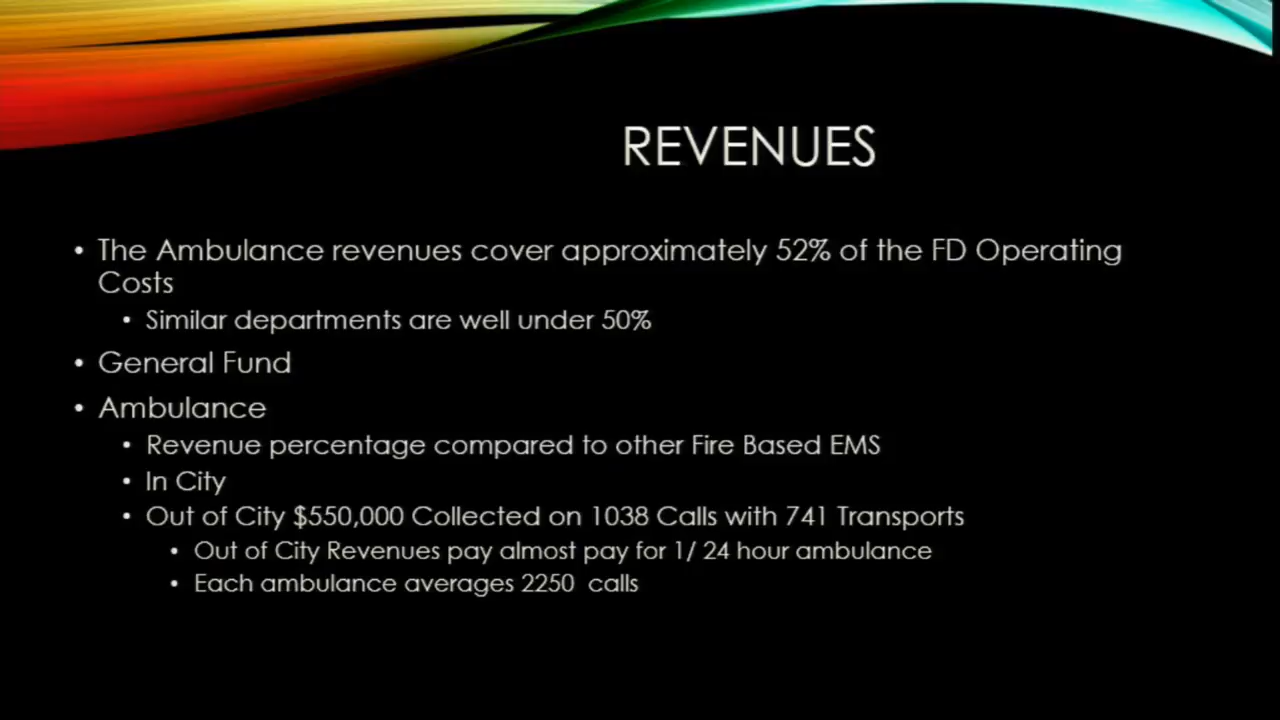 REVENUES
• The Ambulance revenues cover approximately 52% of the FD Operating
Costs
• Similar departments are well under 50%
• General Fund
• Ambulance
• Revenue percentage compared to other Fire Based EMS
• In City
• Out of City $550,000 Collected on 1038 Calls with 741 Transports
• Out of City Revenues pay almost pay for 1/ 24 hour ambulance
• Each ambulance averages 2250  calls